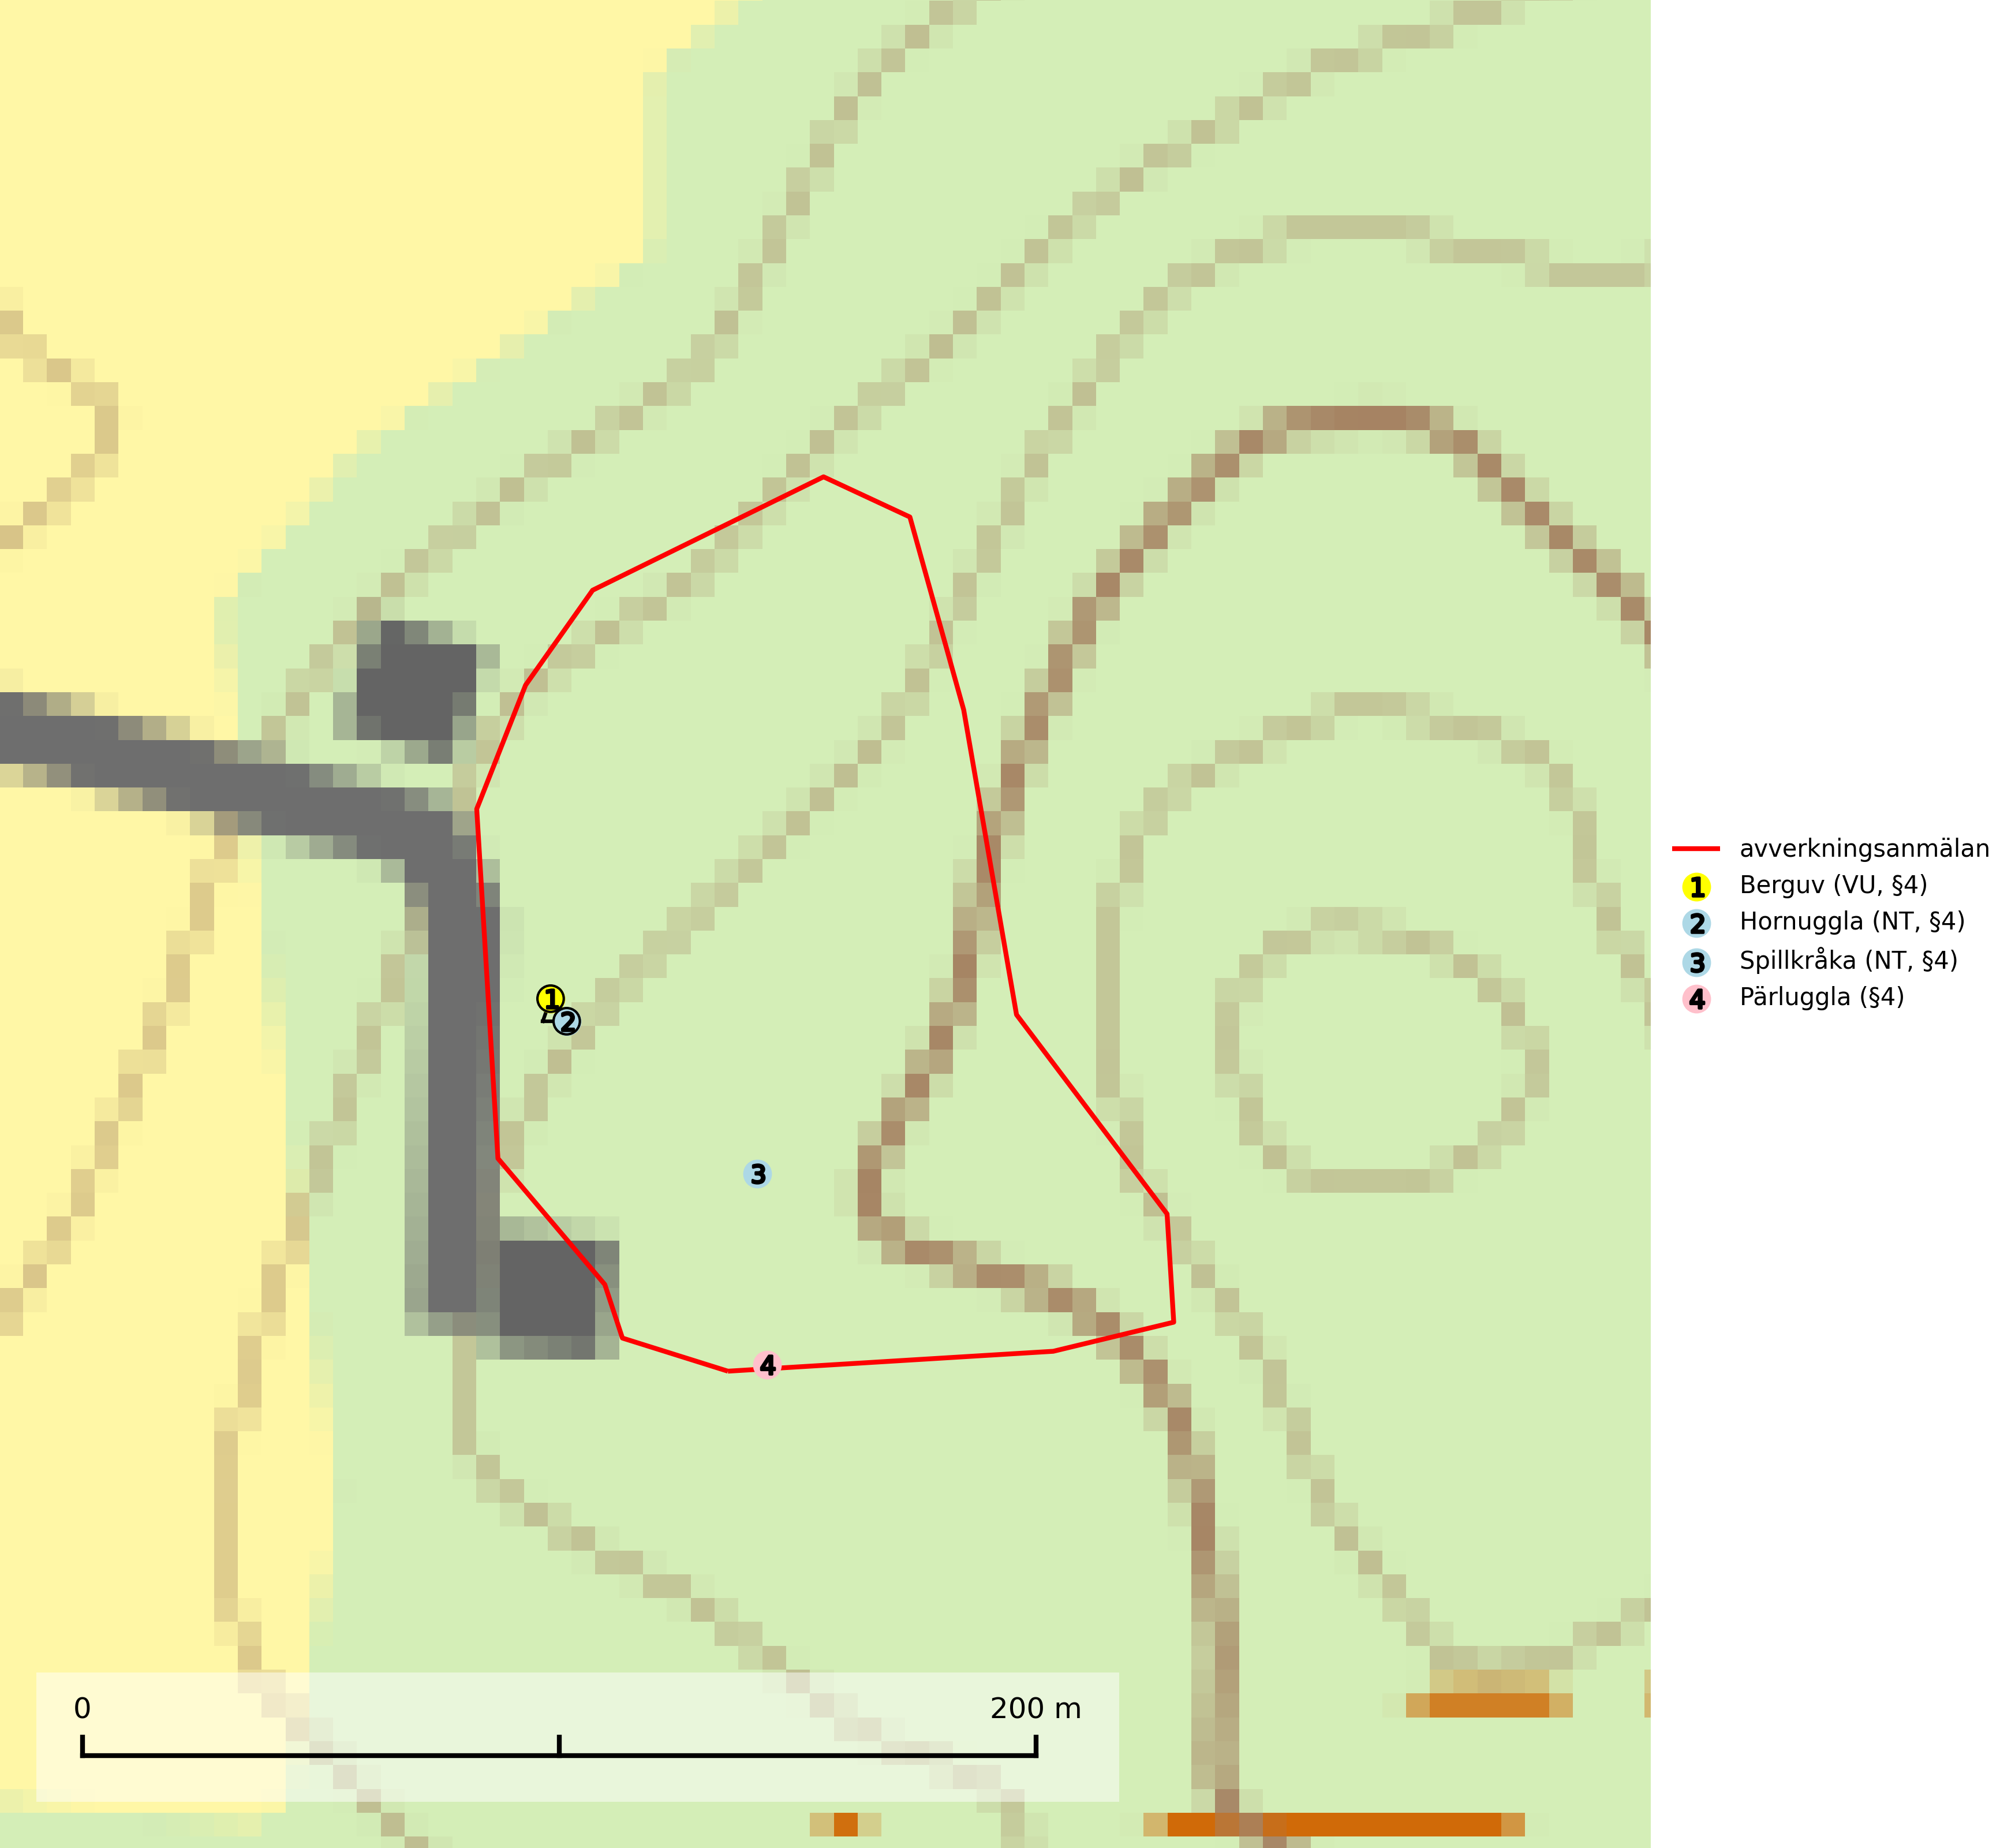 1
2
3
4
0 200 m
avverkningsanmälan
1 Berguv (VU, §4)
2 Hornuggla (NT, §4)
3 Spillkråka (NT, §4)
4 Pärluggla (§4)